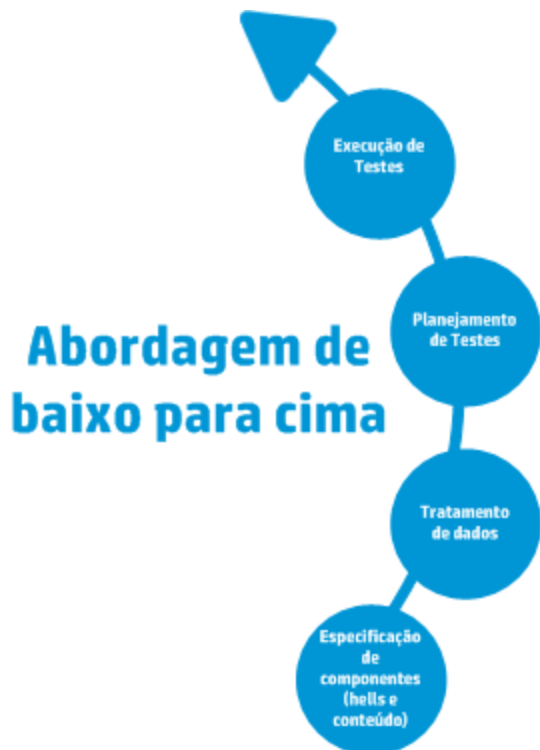 Execução de
Testes
Planejamento
de Testes
Abordagem de
baixo para cima
Tratamento
de dados
Especificação
de
componentes
(hells e
conteúdo)